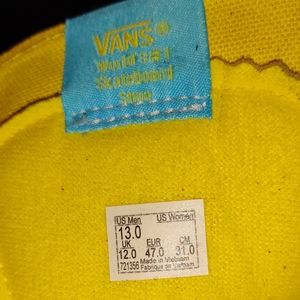 VANS®
World's #1
Skateboard
Shoe
US Men US Women
13.0
UK EUR CM
12.0 47.0 31.0
Made in Vietnam
721356 Fabriqué en Vietnam